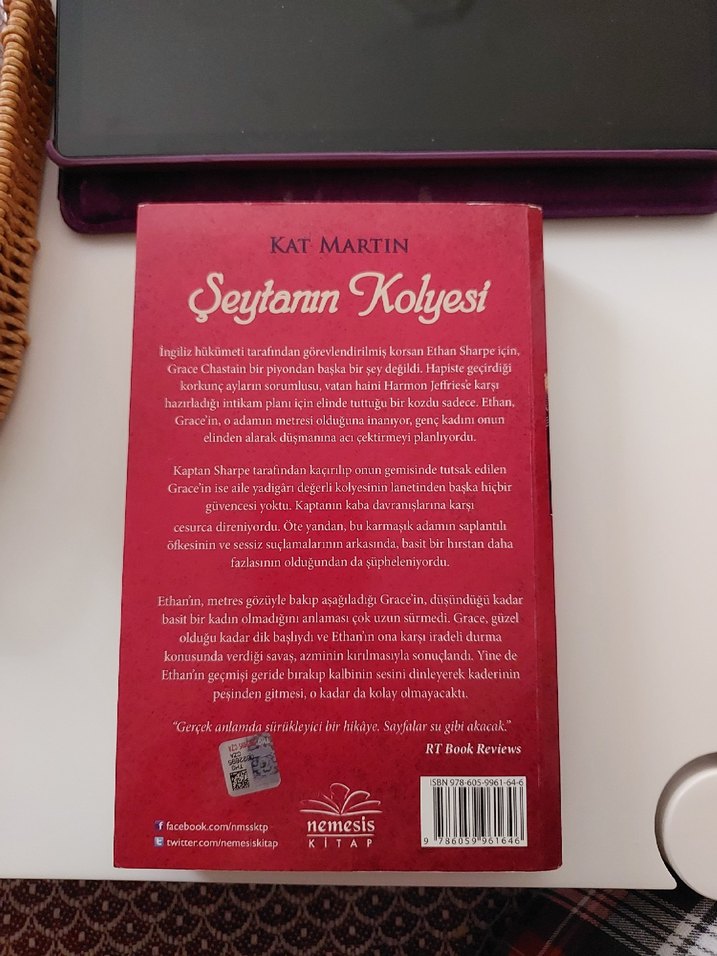 KAT MARTIN
Şeytanın Kolyesi
İngiliz hükümeti tarafından görevlendirilmiş korsan Ethan Sharpe için,
Grace Chastain bir piyondan başka bir şey değildi. Hapiste geçirdiği
korkunç ayların sorumlusu, vatan haini Harmon Jeffries'e karşı
hazırladığı intikam planı için elinde tuttuğu bir kozdu sadece. Ethan,
Grace'in, o adamın metresi olduğuna inanıyor, genç kadını onun
elinden alarak düşmanına acı çektirmeyi planlıyordu.
Kaptan Sharpe tarafından kaçırılıp onun gemisinde tutsak edilen
Grace'in ise aile yadigârı değerli kolyesinin lanetinden başka hiçbir
güvencesi yoktu. Kaptanın kaba davranışlarına karşı
cesurca direniyordu. Öte yandan, bu karmaşık adamın saplantılı
öfkesinin ve sessiz suçlamalarının arkasında, basit bir hırstan daha
fazlasının olduğundan da şüpheleniyordu.
Ethan'ın, metres gözüyle bakıp aşağıladığı Grace'in, düşündüğü kadar
basit bir kadın olmadığını anlaması çok uzun sürmedi. Grace, güzel
olduğu kadar dik başlıydı ve Ethan'ın ona karşı iradeli durma
konusunda verdiği savaş, azminin kırılmasıyla sonuçlandı. Yine de
Ethan'ın geçmişi geride bırakıp kalbinin sesini dinleyerek kaderinin
peşinden gitmesi, o kadar da kolay olmayacaktı.
"Gerçek anlamda sürükleyici bir hikâye. Sayfalar su gibi akacak."
RT Book Reviews
ISBN 978-605-9961-64-6
9 786059 961646
facebook.com/nmssktp
twitter.com/nemesiskitap
nemesis
KİTAP